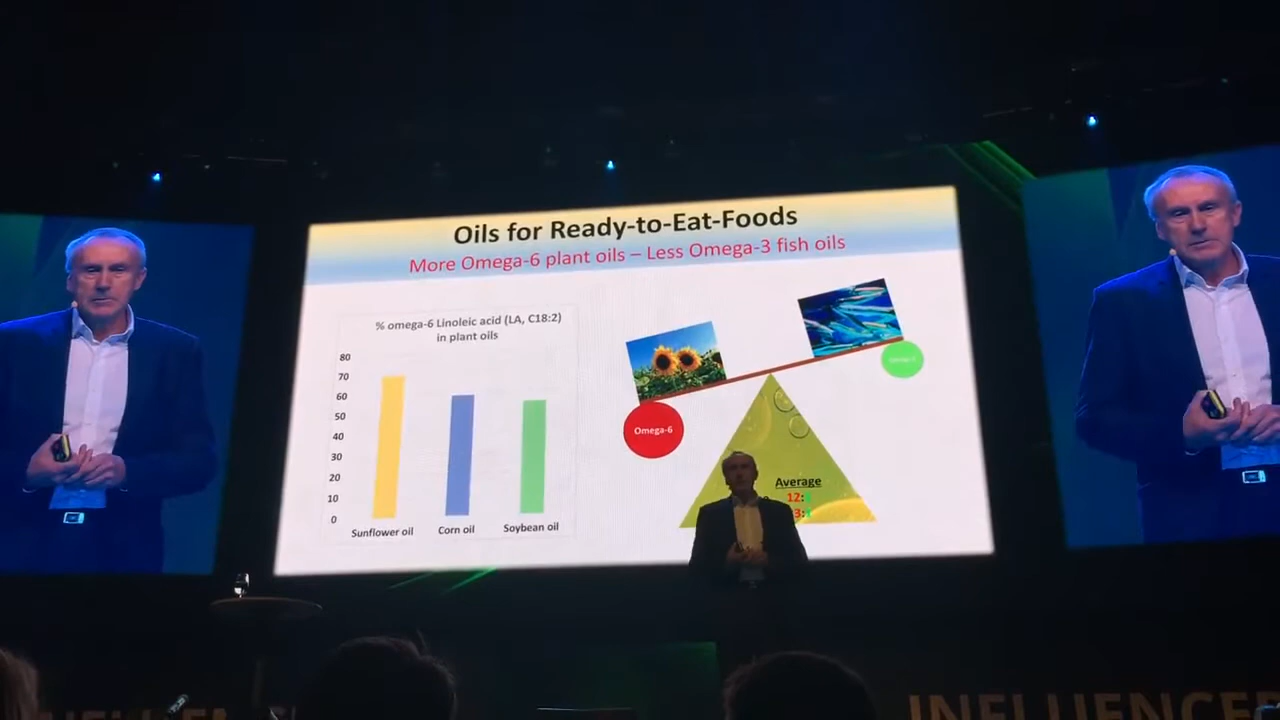 Oils for Ready-to-Eat-Foods
More Omega-6 plant oils – Less Omega-3 fish oils
% omega-6 Linoleic acid (LA, C18:2)
in plant oils
80
70
60
50
40
30
20
10
0
Sunflower oil
Corn oil
Soybean oil
Omega-6
Average
12:
3: